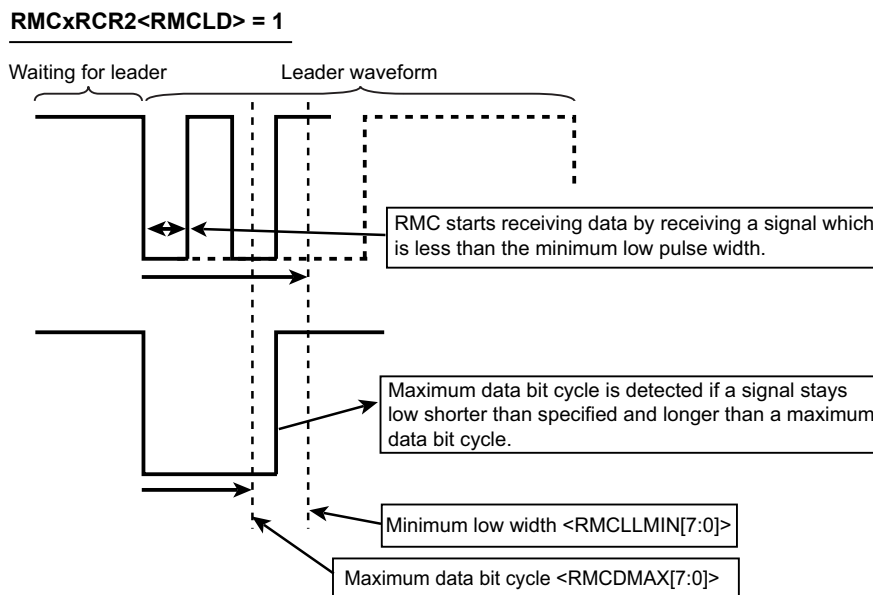 RMCxRCR2<RMCLD> = 1
Waiting for leader
Leader waveform
RMC starts receiving data by receiving a signal which
is less than the minimum low pulse width.
Maximum data bit cycle is detected if a signal stays
low shorter than specified and longer than a maximum
data bit cycle.
Minimum low width <RMCLLMIN[7:0]>
Maximum data bit cycle <RMCDMAX[7:0]>